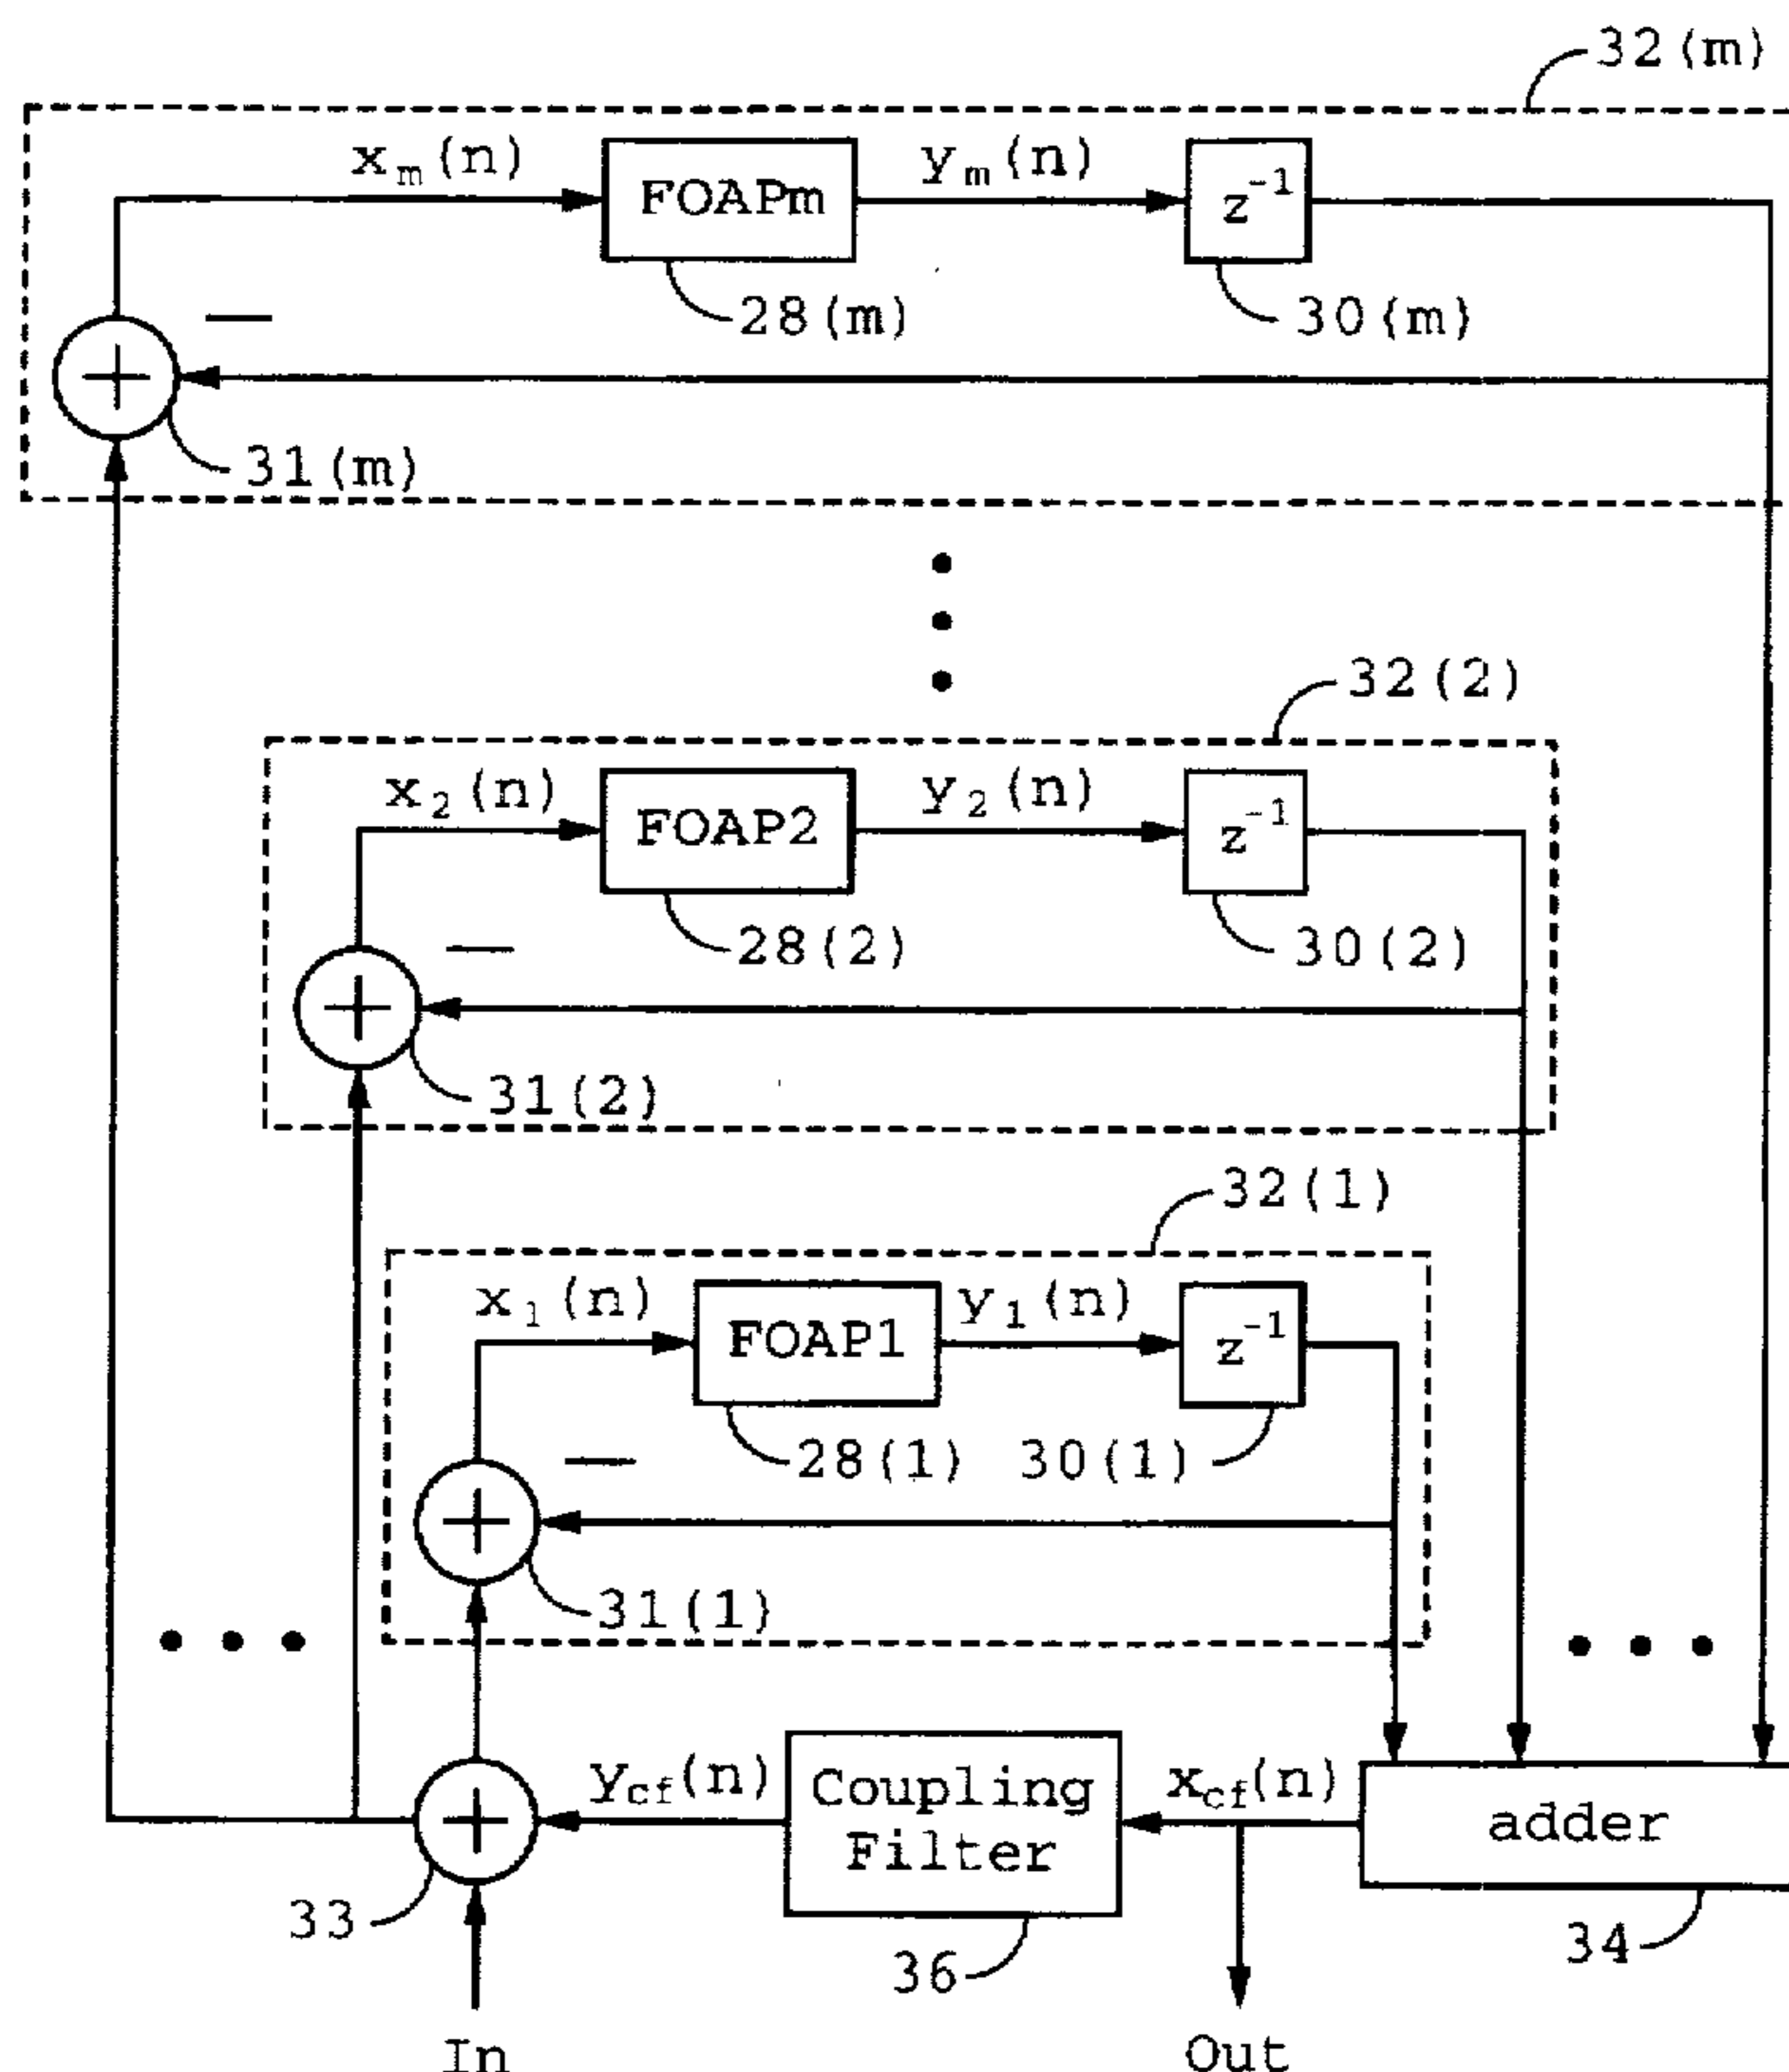 32(m)
xₘ(n)
FOAPm
yₘ(n)
z⁻¹
28(m)
30(m)
—
+
31(m)
32(2)
x₂(n)
FOAP2
y₂(n)
z⁻¹
28(2)
30(2)
—
+
31(2)
32(1)
x₁(n)
FOAP1
y₁(n)
z⁻¹
28(1)
30(1)
—
+
31(1)
+
y_cf(n)
Coupling
Filter
x_cf(n)
adder
33
36
34
In
Out